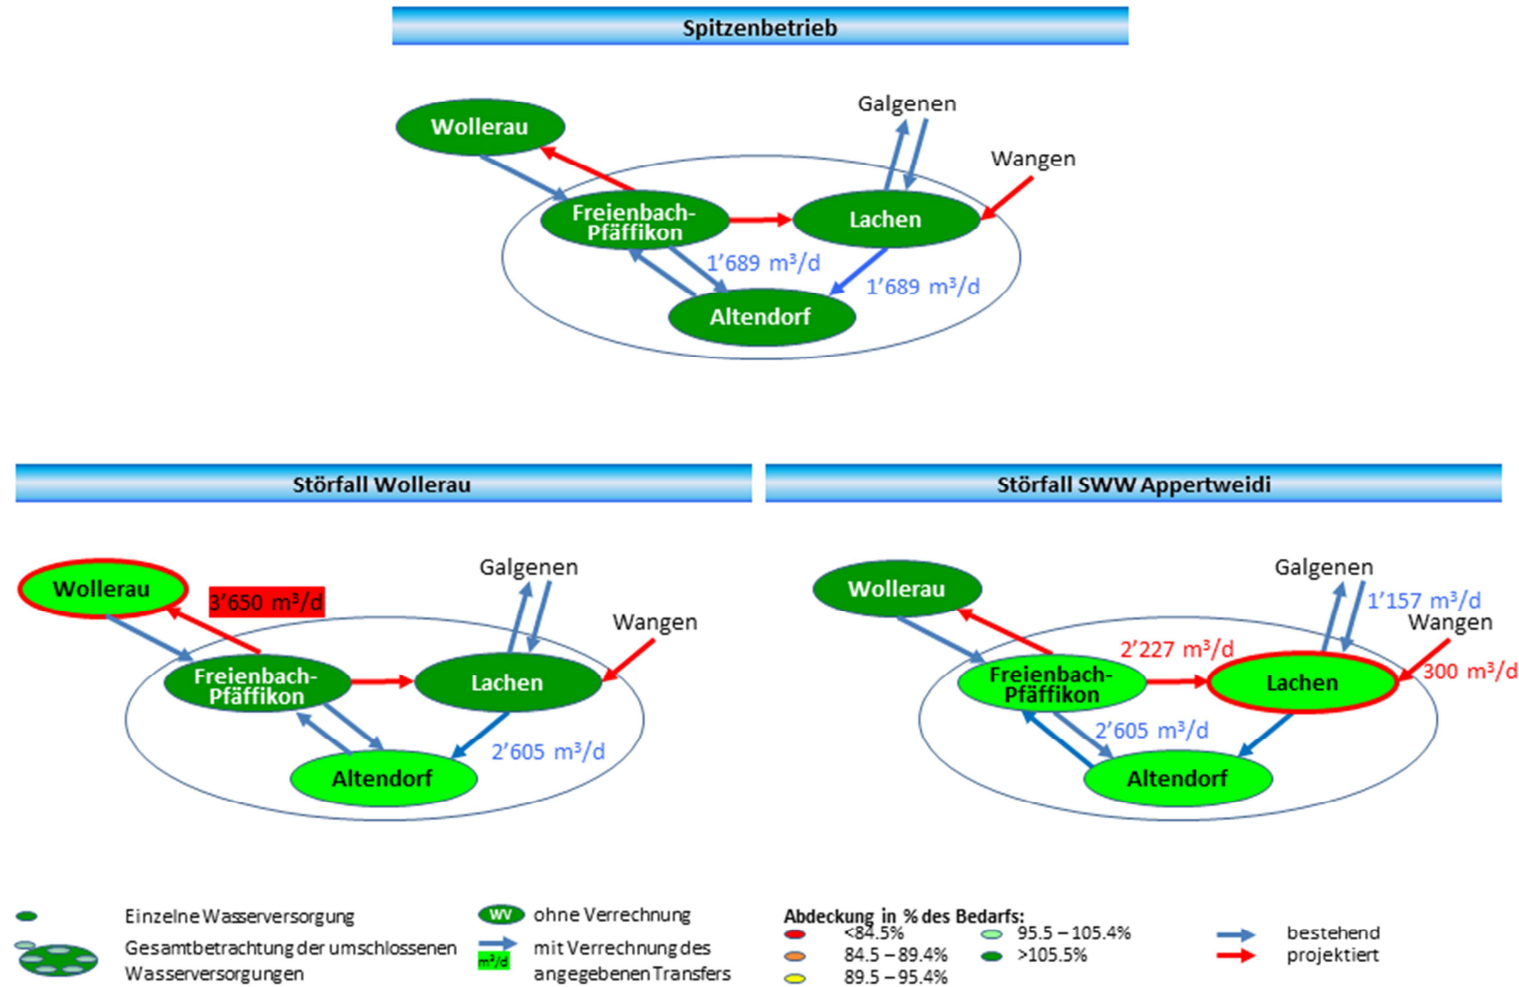 Spitzenbetrieb
Galgenen
Wollerau
Wangen
Freienbach-
Pfäffikon
Lachen
1’689 m³/d
1’689 m³/d
Altendorf
Störfall Wollerau
Störfall SWW Appertweidi
Galgenen
Wollerau
3’650 m³/d
Wangen
Freienbach-
Pfäffikon
Lachen
2’605 m³/d
Altendorf
Galgenen
Wollerau
1’157 m³/d
Wangen
2’227 m³/d
300 m³/d
Freienbach-
Pfäffikon
Lachen
2’605 m³/d
Altendorf
Einzelne Wasserversorgung
Gesamtbetrachtung der umschlossenen
Wasserversorgungen
WV ohne Verrechnung
mit Verrechnung des
m³/d angegebenen Transfers
Abdeckung in % des Bedarfs:
<84.5%
84.5 – 89.4%
89.5 – 95.4%
95.5 – 105.4%
>105.5%
bestehend
projektiert